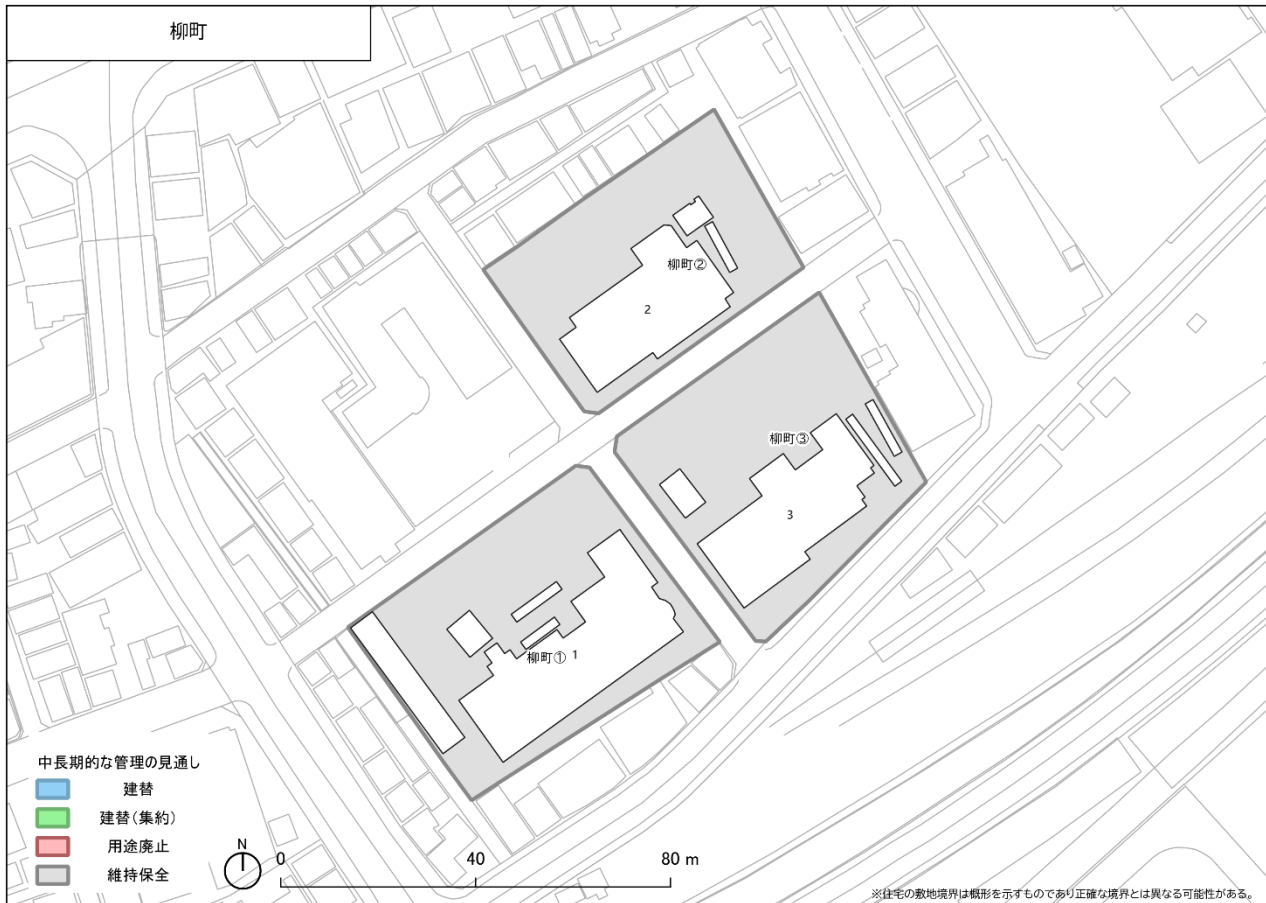 柳町
柳町②
2
柳町③
3
柳町①
1
中長期的な管理の見通し
建替
建替(集約)
用途廃止
維持保全
N
0 40 80 m
※住宅の敷地境界は概形を示すものであり正確な境界とは異なる可能性がある。